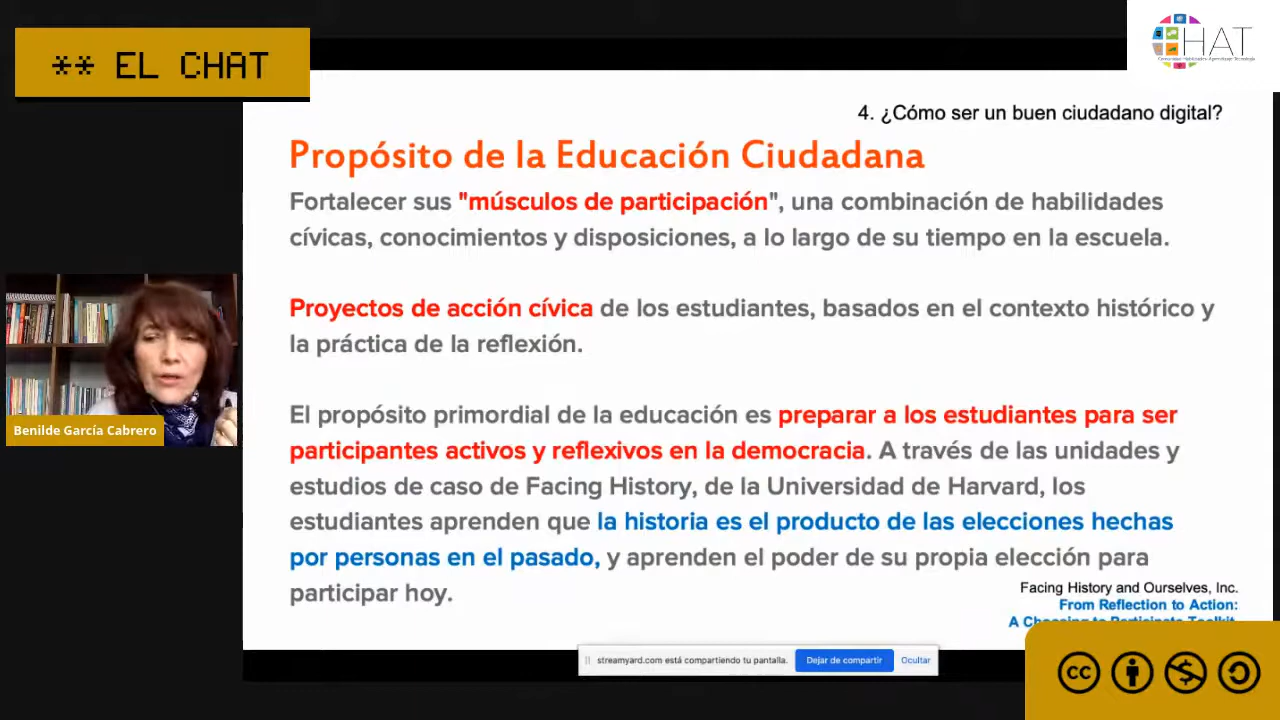 ** EL CHAT
HAT
4. ¿Cómo ser un buen ciudadano digital?
Propósito de la Educación Ciudadana
Fortalecer sus "músculos de participación", una combinación de habilidades
cívicas, conocimientos y disposiciones, a lo largo de su tiempo en la escuela.
Proyectos de acción cívica de los estudiantes, basados en el contexto histórico y
la práctica de la reflexión.
El propósito primordial de la educación es preparar a los estudiantes para ser
participantes activos y reflexivos en la democracia. A través de las unidades y
estudios de caso de Facing History, de la Universidad de Harvard, los
estudiantes aprenden que la historia es el producto de las elecciones hechas
por personas en el pasado, y aprenden el poder de su propia elección para
participar hoy.
Benilde García Cabrero
Facing History and Ourselves, Inc.
From Reflection to Action:
A Choosing to Participate Toolkit.
streamyard.com está compartiendo tu pantalla.
Dejar de compartir
Ocultar
CC